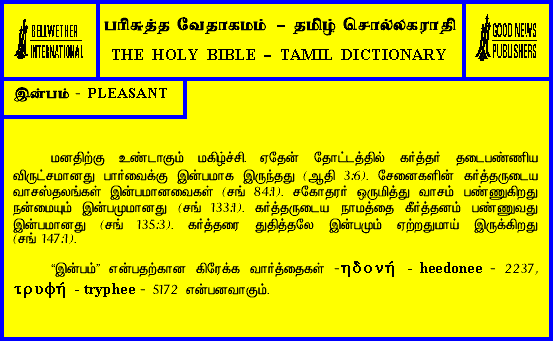 BELLWETHER
INTERNATIONAL
பரிசுத்த வேதாகமம் – தமிழ் சொல்லகராதி
THE HOLY BIBLE – TAMIL DICTIONARY
GOOD NEWS
PUBLISHERS
இன்பம் - PLEASANT
மனதிற்கு உண்டாகும் மகிழ்ச்சி. ஏதேன் தோட்டத்தில் கர்த்தர் தடைபண்ணிய
விருட்சமானது பார்வைக்கு இன்பமாக இருந்தது (ஆதி 3:6). சேனைகளின் கர்த்தருடைய
வாசஸ்தலங்கள் இன்பமானவைகள் (சங் 84:1). சகோதரர் ஒருமித்து வாசம் பண்ணுகிறது
நன்மையும் இன்பமுமானது (சங் 133:1). கர்த்தருடைய நாமத்தை கீர்த்தனம் பண்ணுவது
இன்பமானது (சங் 135:3). கர்த்தரை துதித்தலே இன்பமும் ஏற்றதுமாய் இருக்கிறது
(சங் 147:1).
“இன்பம்” என்பதற்கான கிரேக்க வார்த்தைகள் -ηδονή - heedonee - 2237,
τρυφή - tryphee - 5172 என்பனவாகும்.